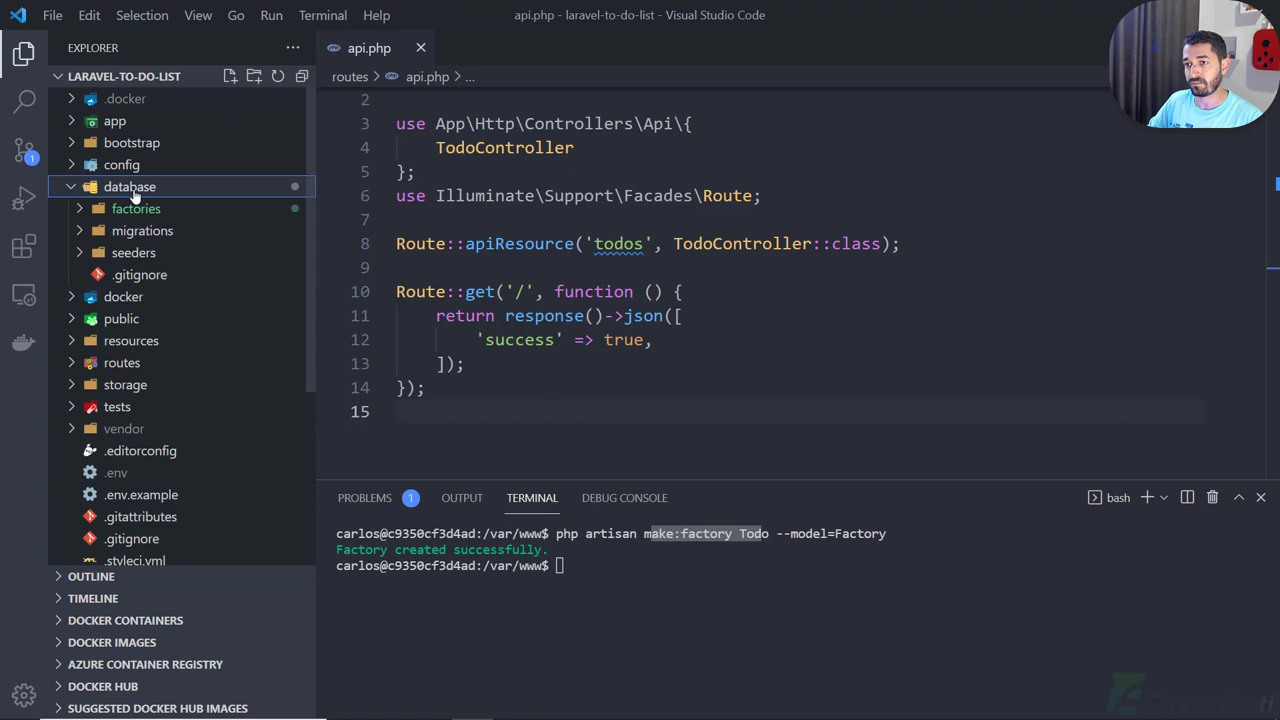 File Edit Selection View Go Run Terminal Help
api.php - laravel-to-do-list - Visual Studio Code
EXPLORER
LARAVEL-TO-DO-LIST
.docker
app
bootstrap
config
database
factories
migrations
seeders
.gitignore
docker
public
resources
routes
storage
tests
vendor
.editorconfig
.env
.env.example
.gitattributes
.gitignore
.styleci.yml
OUTLINE
TIMELINE
DOCKER CONTAINERS
DOCKER IMAGES
AZURE CONTAINER REGISTRY
DOCKER HUB
SUGGESTED DOCKER HUB IMAGES
1
api.php
routes > api.php > ...
2
3 use App\Http\Controllers\Api\{
4 TodoController
5 };
6 use Illuminate\Support\Facades\Route;
7
8 Route::apiResource('todos', TodoController::class);
9
10 Route::get('/', function () {
11 return response()->json([
12 'success' => true,
13 ]);
14 });
15
PROBLEMS 1 OUTPUT TERMINAL DEBUG CONSOLE
bash
carlos@c9350cf3d4ad:/var/www$ php artisan make:factory Todo --model=Factory
Factory created successfully.
carlos@c9350cf3d4ad:/var/www$